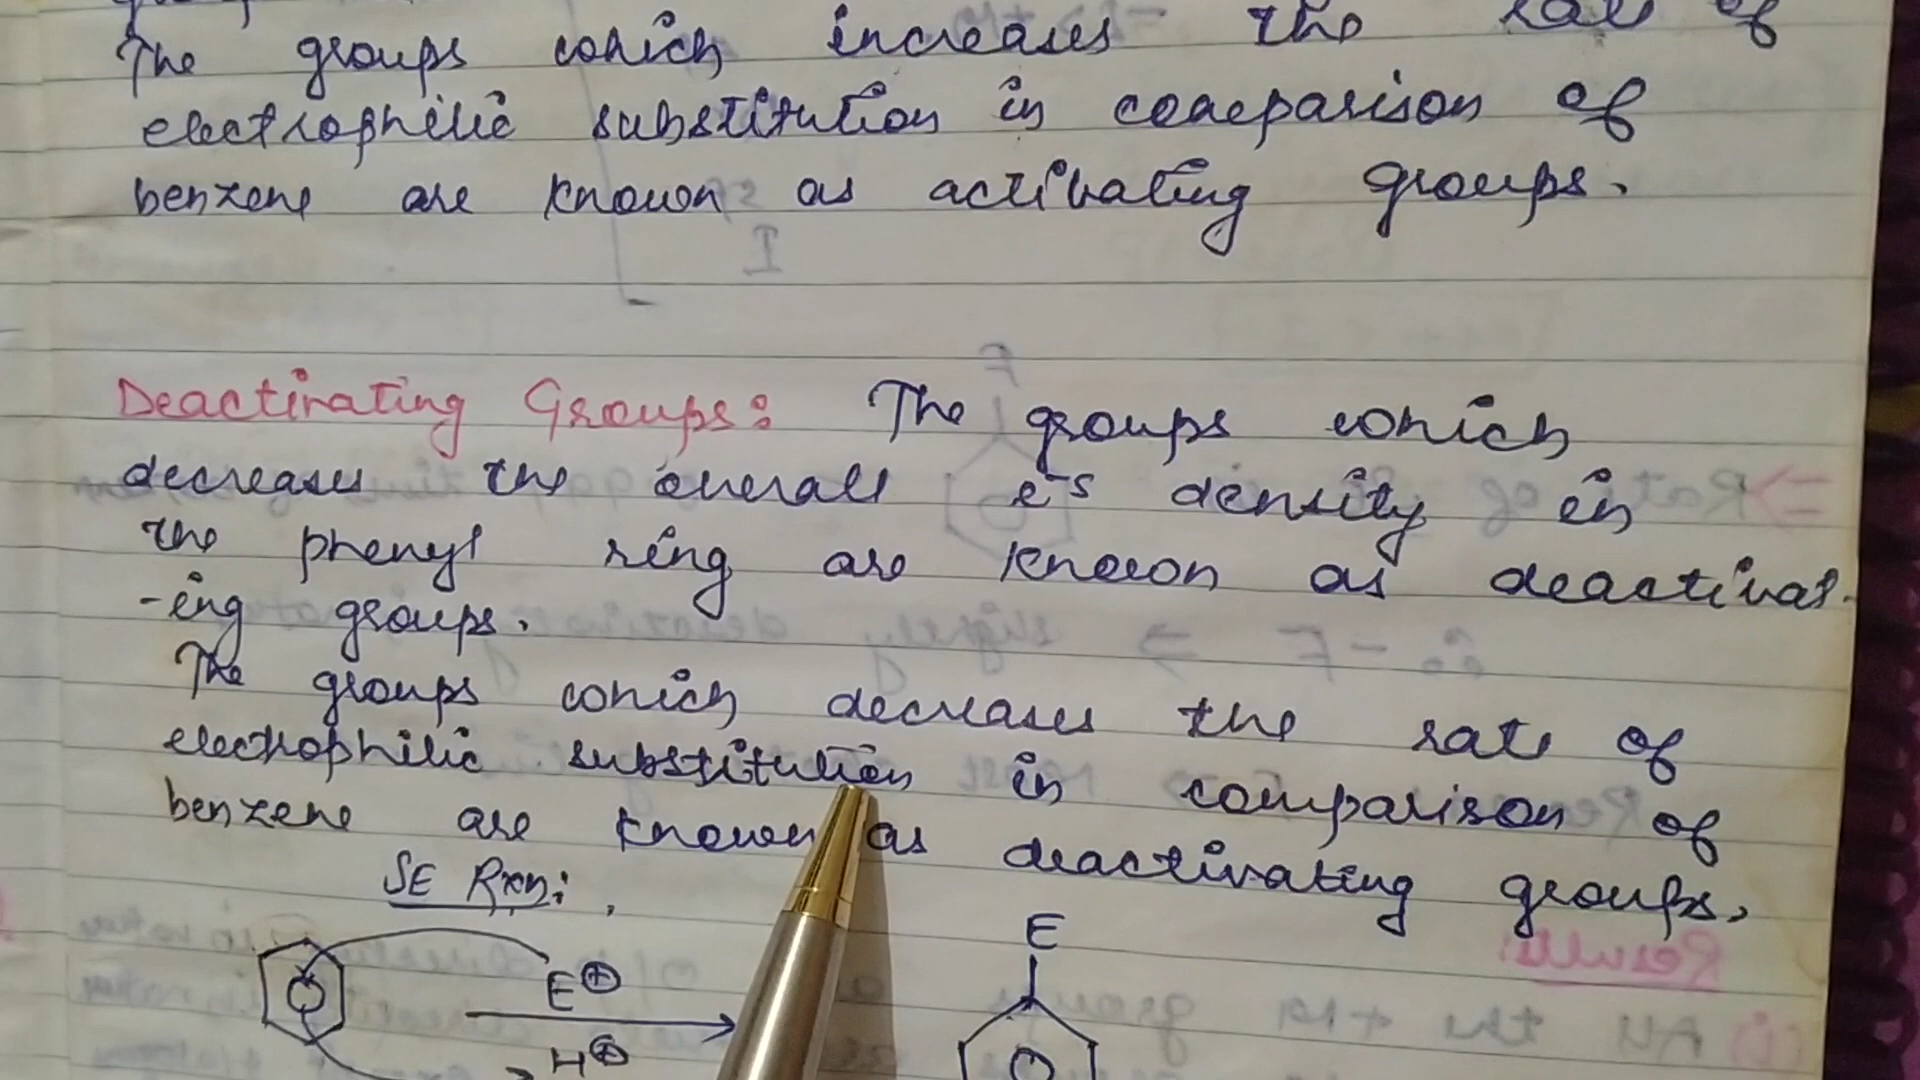 The groups which increases the rate of
electrophilic substitution in comparison of
benzene are known as activating groups.
Deactivating Groups: The groups which
decreases the overall e⁻s density in
the phenyl ring are known as deactivat-
-ing groups.
The groups which decreases the rate of
electrophilic substitution in comparison of
benzene are known as deactivating groups,
SE Rxn:
E
E⊕
H⊕